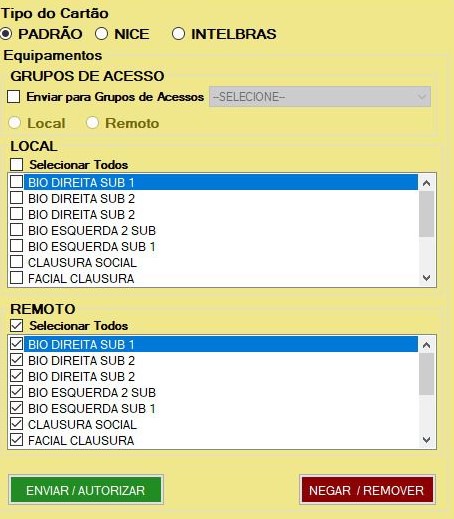 Tipo do Cartão
PADRÃO NICE INTELBRAS
Equipamentos
GRUPOS DE ACESSO
Enviar para Grupos de Acessos --SELECIONE--
Local Remoto
LOCAL
Selecionar Todos
BIO DIREITA SUB 1
BIO DIREITA SUB 2
BIO DIREITA SUB 2
BIO ESQUERDA 2 SUB
BIO ESQUERDA SUB 1
CLAUSURA SOCIAL
FACIAL CLAUSURA
REMOTO
Selecionar Todos
BIO DIREITA SUB 1
BIO DIREITA SUB 2
BIO DIREITA SUB 2
BIO ESQUERDA 2 SUB
BIO ESQUERDA SUB 1
CLAUSURA SOCIAL
FACIAL CLAUSURA
ENVIAR / AUTORIZAR NEGAR / REMOVER